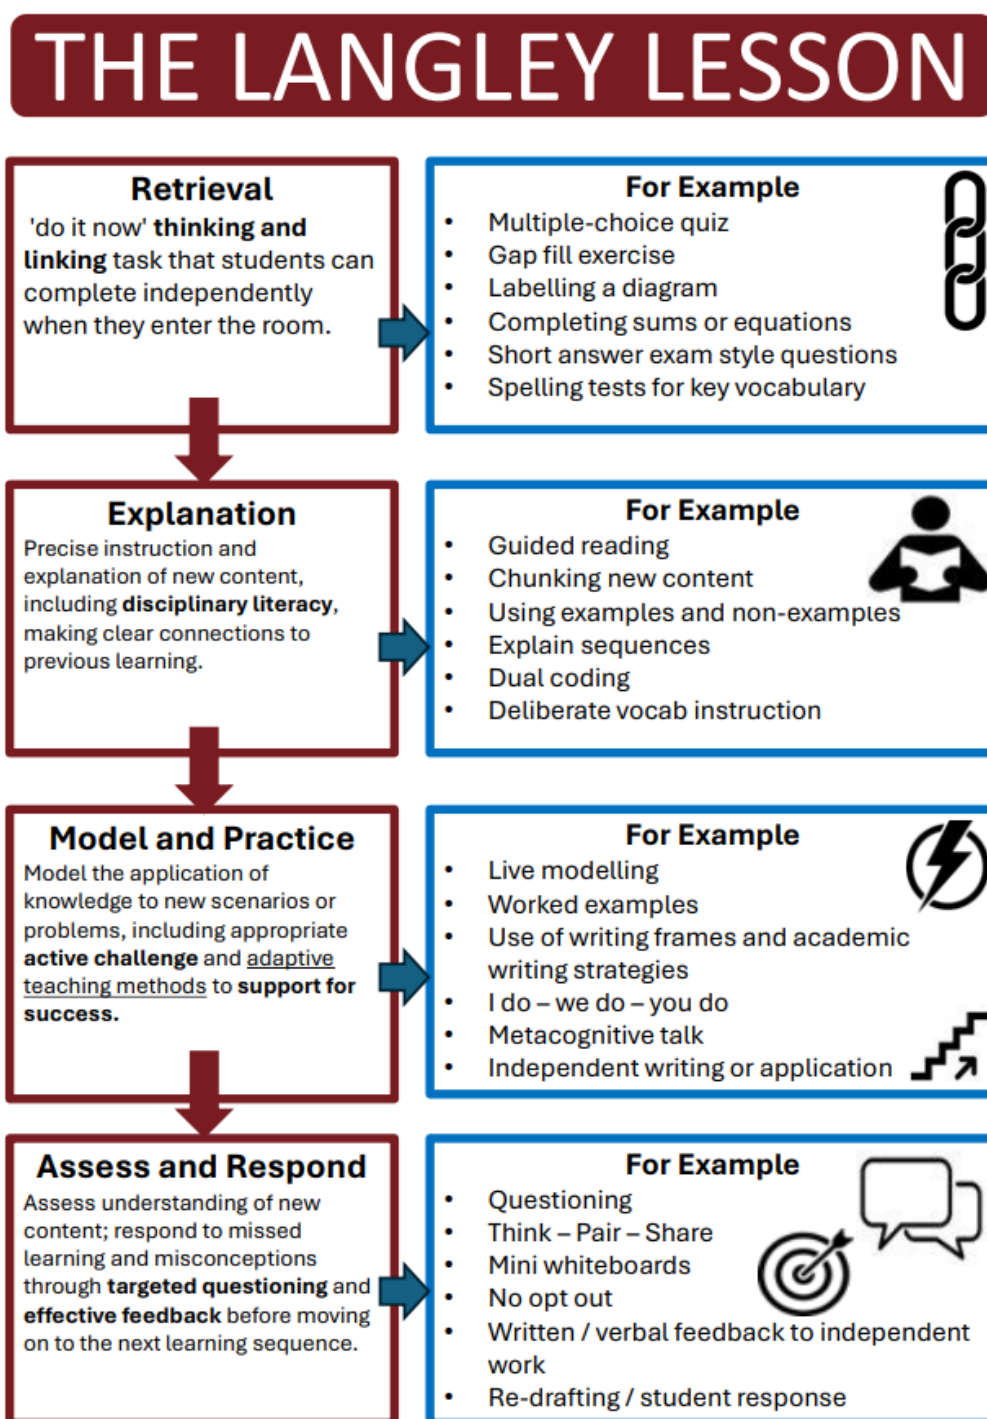 THE LANGLEY LESSON
Retrieval
'do it now' thinking and
linking task that students can
complete independently
when they enter the room.
For Example
• Multiple-choice quiz
• Gap fill exercise
• Labelling a diagram
• Completing sums or equations
• Short answer exam style questions
• Spelling tests for key vocabulary
Explanation
Precise instruction and
explanation of new content,
including disciplinary literacy,
making clear connections to
previous learning.
For Example
• Guided reading
• Chunking new content
• Using examples and non-examples
• Explain sequences
• Dual coding
• Deliberate vocab instruction
Model and Practice
Model the application of
knowledge to new scenarios or
problems, including appropriate
active challenge and adaptive
teaching methods to support for
success.
For Example
• Live modelling
• Worked examples
• Use of writing frames and academic
writing strategies
• I do – we do – you do
• Metacognitive talk
• Independent writing or application
Assess and Respond
Assess understanding of new
content; respond to missed
learning and misconceptions
through targeted questioning and
effective feedback before moving
on to the next learning sequence.
For Example
• Questioning
• Think – Pair – Share
• Mini whiteboards
• No opt out
• Written / verbal feedback to independent
work
• Re-drafting / student response